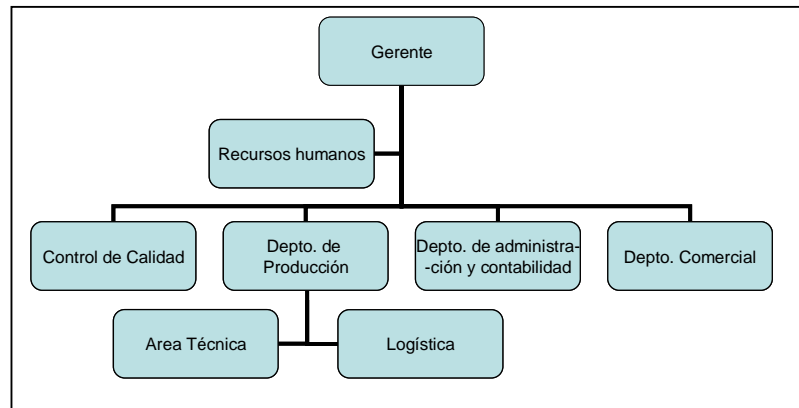 Gerente
Recursos humanos
Control de Calidad
Depto. de
Producción
Depto. de administra-
-ción y contabilidad
Depto. Comercial
Area Técnica
Logística